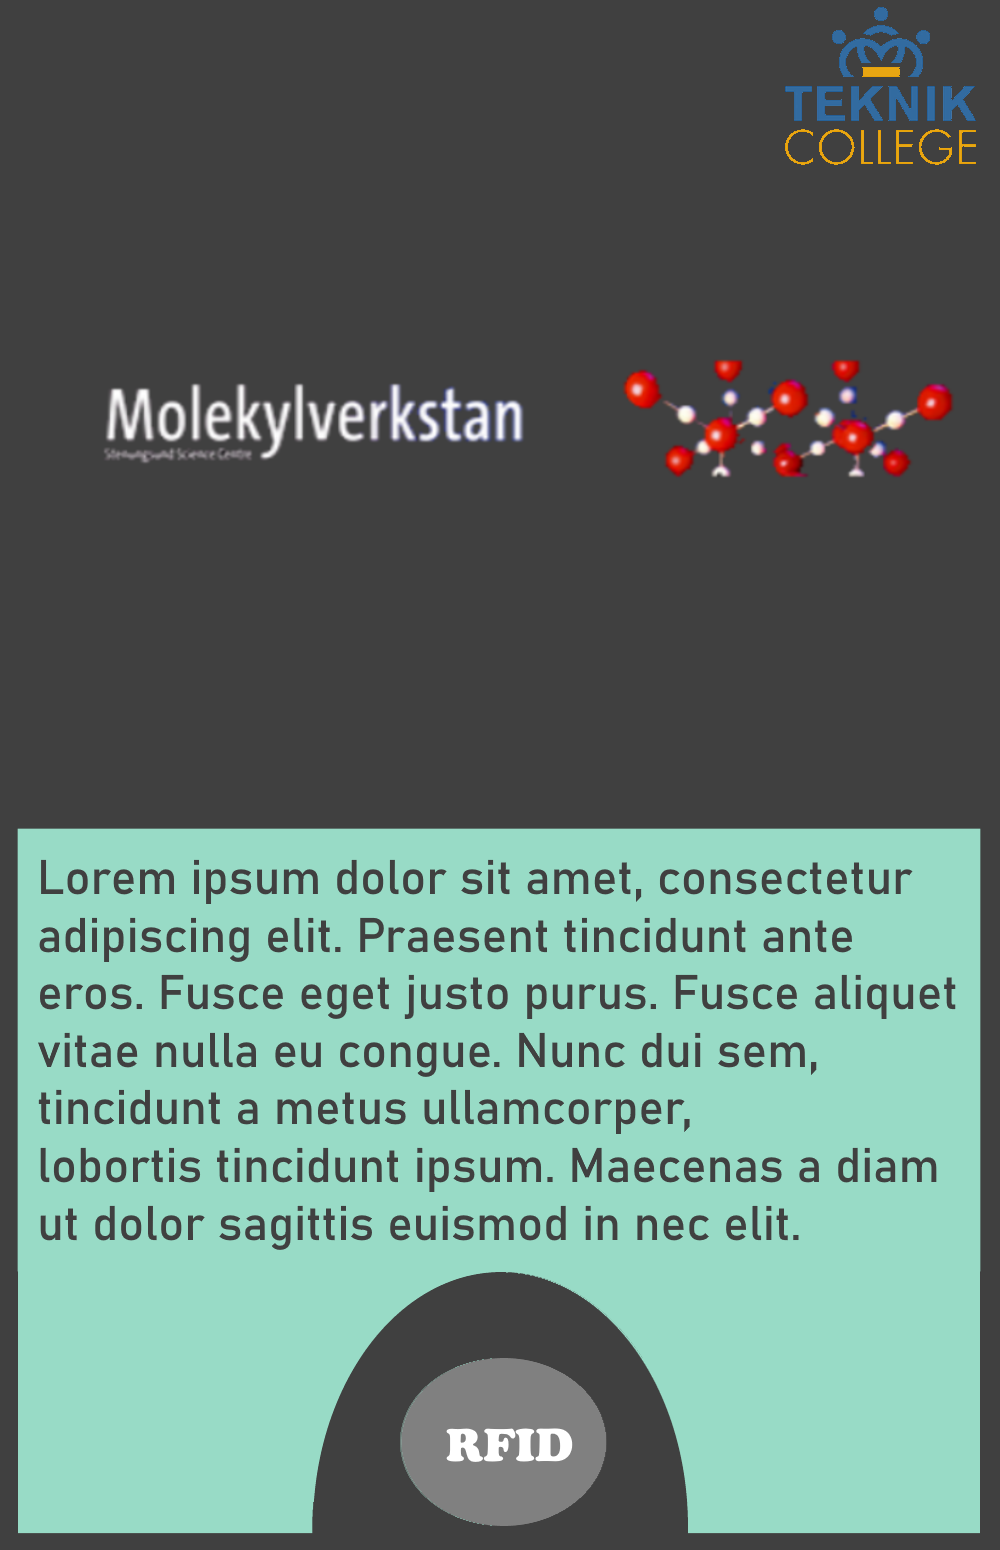 TEKNIK
COLLEGE
Molekylverkstan
Stenungsund Science Centre
Lorem ipsum dolor sit amet, consectetur
adipiscing elit. Praesent tincidunt ante
eros. Fusce eget justo purus. Fusce aliquet
vitae nulla eu congue. Nunc dui sem,
tincidunt a metus ullamcorper,
lobortis tincidunt ipsum. Maecenas a diam
ut dolor sagittis euismod in nec elit.
RFID